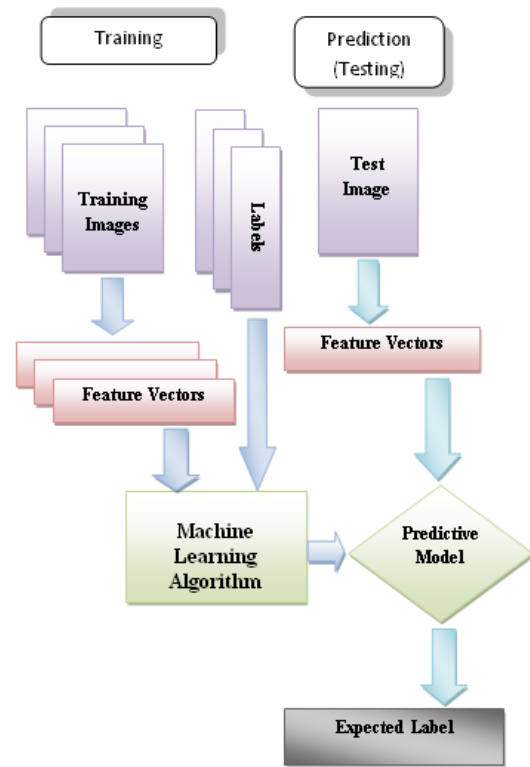 Training
Prediction
(Testing)
Training
Images
Labels
Test
Image
Feature Vectors
Feature Vectors
Machine
Learning
Algorithm
Predictive
Model
Expected Label